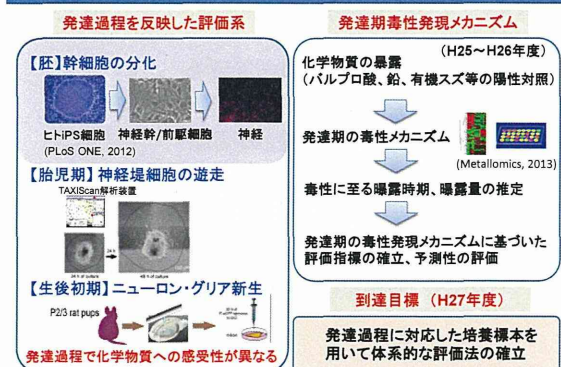 発達過程を反映した評価系
【胚】幹細胞の分化
ヒトiPS細胞
神経幹/前駆細胞
神経
(PLoS ONE, 2012)
【胎児期】神経堤細胞の遊走
TAXIScan解析装置
24 h
24 h of culture
48 h of culture
【生後初期】ニューロン・グリア新生
P2/3 rat pups
発達過程で化学物質への感受性が異なる
発達期毒性発現メカニズム
(H25～H26年度)
化学物質の暴露
(バルプロ酸、鉛、有機スズ等の陽性対照)
発達期の毒性メカニズム
(Metallomics, 2013)
毒性に至る曝露時期、曝露量の推定
発達期の毒性発現メカニズムに基づいた
評価指標の確立、予測性の評価
到達目標 (H27年度)
発達過程に対応した培養標本を
用いて体系的な評価法の確立